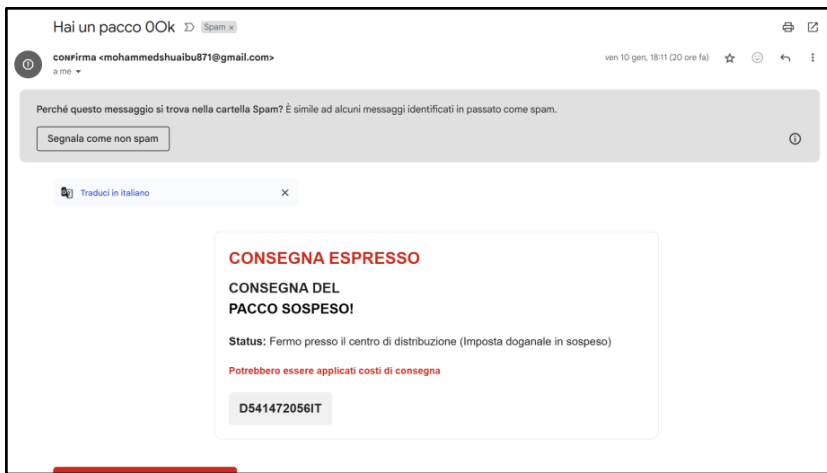 Hai un pacco 0Ok Spam ×
cᴏɴꜰirma <mohammedshuaibu871@gmail.com>
ven 10 gen, 18:11 (20 ore fa)
a me
Perché questo messaggio si trova nella cartella Spam? È simile ad alcuni messaggi identificati in passato come spam.
Segnala come non spam
Traduci in italiano ×
CONSEGNA ESPRESSO
CONSEGNA DEL
PACCO SOSPESO!
Status: Fermo presso il centro di distribuzione (Imposta doganale in sospeso)
Potrebbero essere applicati costi di consegna
D541472056IT